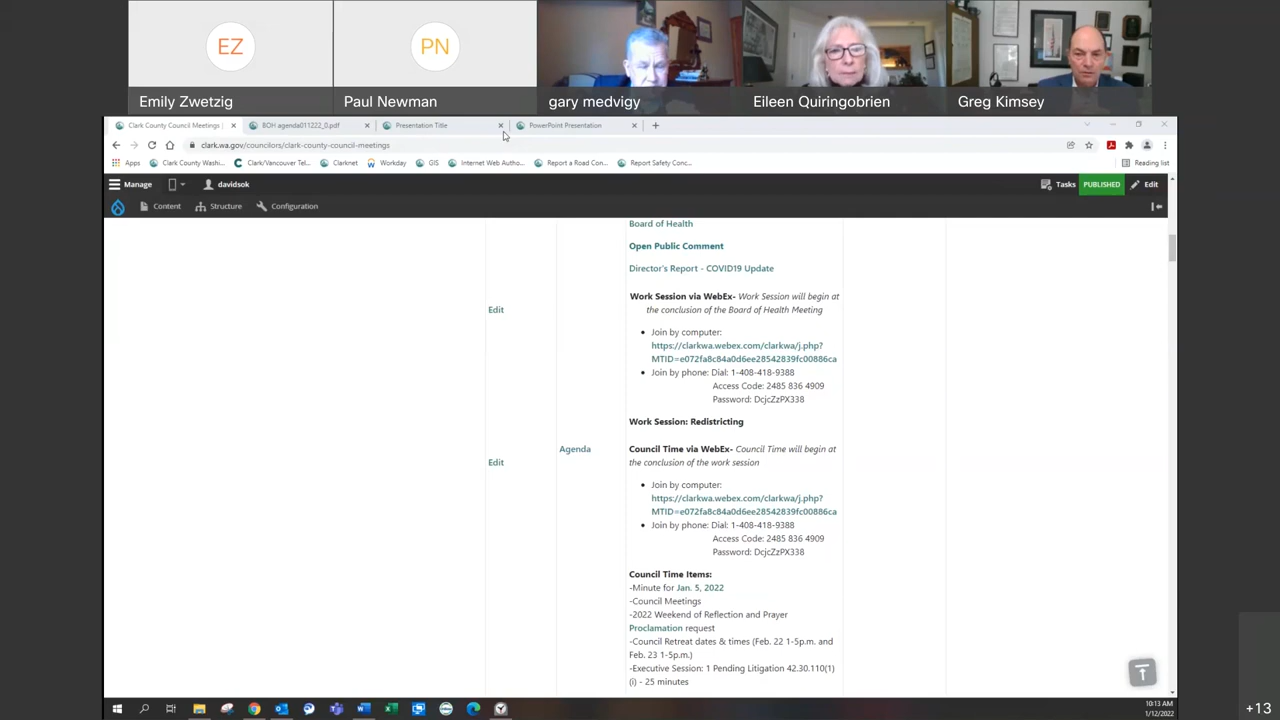 EZ
PN
Emily Zwetzig
Paul Newman
gary medvigy
Eileen Quiringobrien
Greg Kimsey
Clark County Council Meetings |
BOH agenda011222_0.pdf
Presentation Title
PowerPoint Presentation
clark.wa.gov/councilors/clark-county-council-meetings
Apps
Clark County Washi...
Clark/Vancouver Tel...
Clarknet
Workday
GIS
Internet Web Autho...
Report a Road Con...
Report Safety Conc...
Reading list
Manage
davidsok
Tasks
PUBLISHED
Edit
Content
Structure
Configuration
Board of Health
Open Public Comment
Director's Report - COVID19 Update
Work Session via WebEx- Work Session will begin at
the conclusion of the Board of Health Meeting
Edit
• Join by computer:
https://clarkwa.webex.com/clarkwa/j.php?
MTID=e072fa8c84a0d6ee28542839fc00886ca
• Join by phone: Dial: 1-408-418-9388
Access Code: 2485 836 4909
Password: DcjcZzPX338
Work Session: Redistricting
Agenda
Council Time via WebEx- Council Time will begin at
the conclusion of the work session
Edit
• Join by computer:
https://clarkwa.webex.com/clarkwa/j.php?
MTID=e072fa8c84a0d6ee28542839fc00886ca
• Join by phone: Dial: 1-408-418-9388
Access Code: 2485 836 4909
Password: DcjcZzPX338
Council Time Items:
-Minute for Jan. 5, 2022
-Council Meetings
-2022 Weekend of Reflection and Prayer
Proclamation request
-Council Retreat dates & times (Feb. 22 1-5p.m. and
Feb. 23 1-5p.m.)
-Executive Session: 1 Pending Litigation 42.30.110(1)
(i) - 25 minutes
10:13 AM
1/12/2022
+13